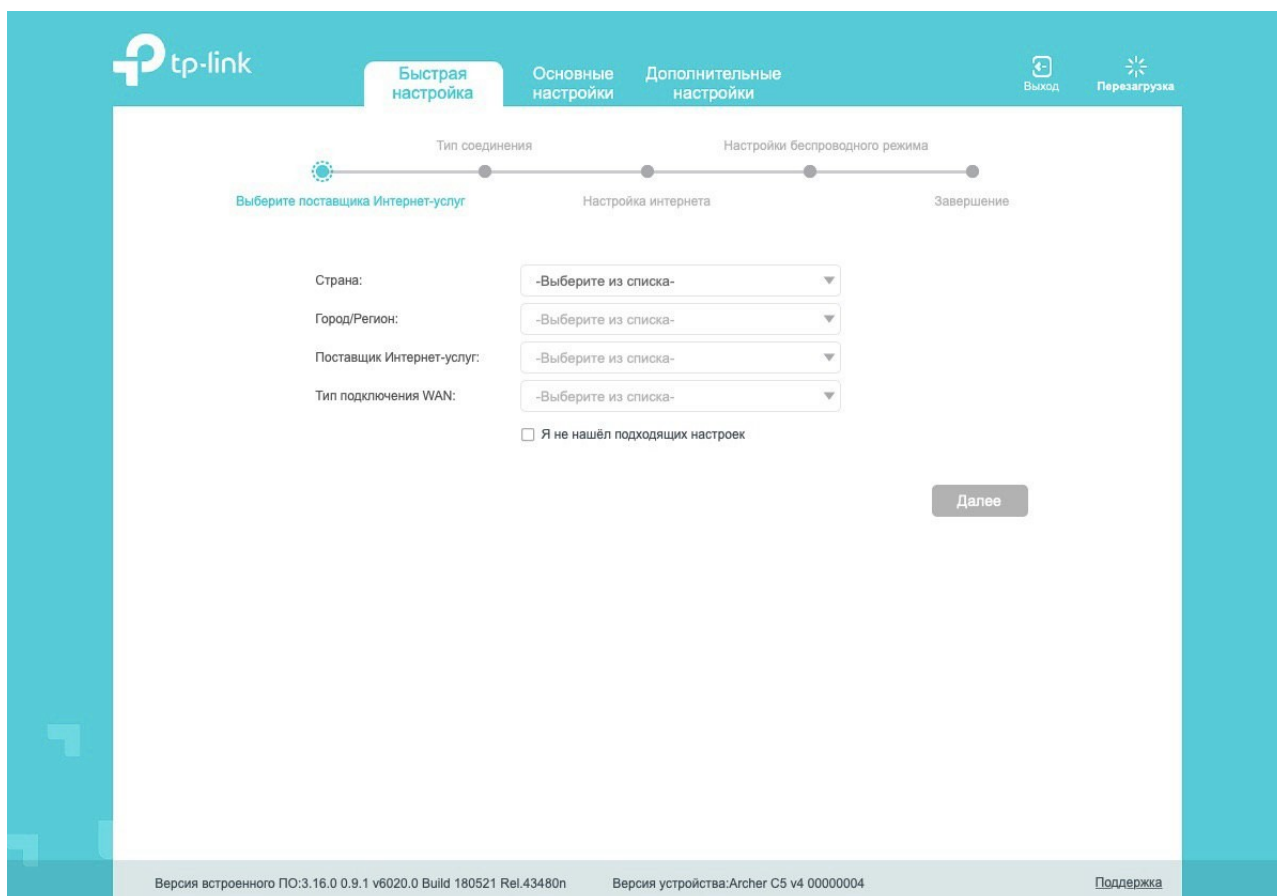 tp-link
Быстрая
настройка
Основные
настройки
Дополнительные
настройки
Выход
Перезагрузка
Тип соединения
Настройки беспроводного режима
Выберите поставщика Интернет-услуг
Настройка интернета
Завершение
Страна:
-Выберите из списка-
Город/Регион:
-Выберите из списка-
Поставщик Интернет-услуг:
-Выберите из списка-
Тип подключения WAN:
-Выберите из списка-
Я не нашёл подходящих настроек
Далее
Версия встроенного ПО:3.16.0 0.9.1 v6020.0 Build 180521 Rel.43480n
Версия устройства:Archer C5 v4 00000004
Поддержка